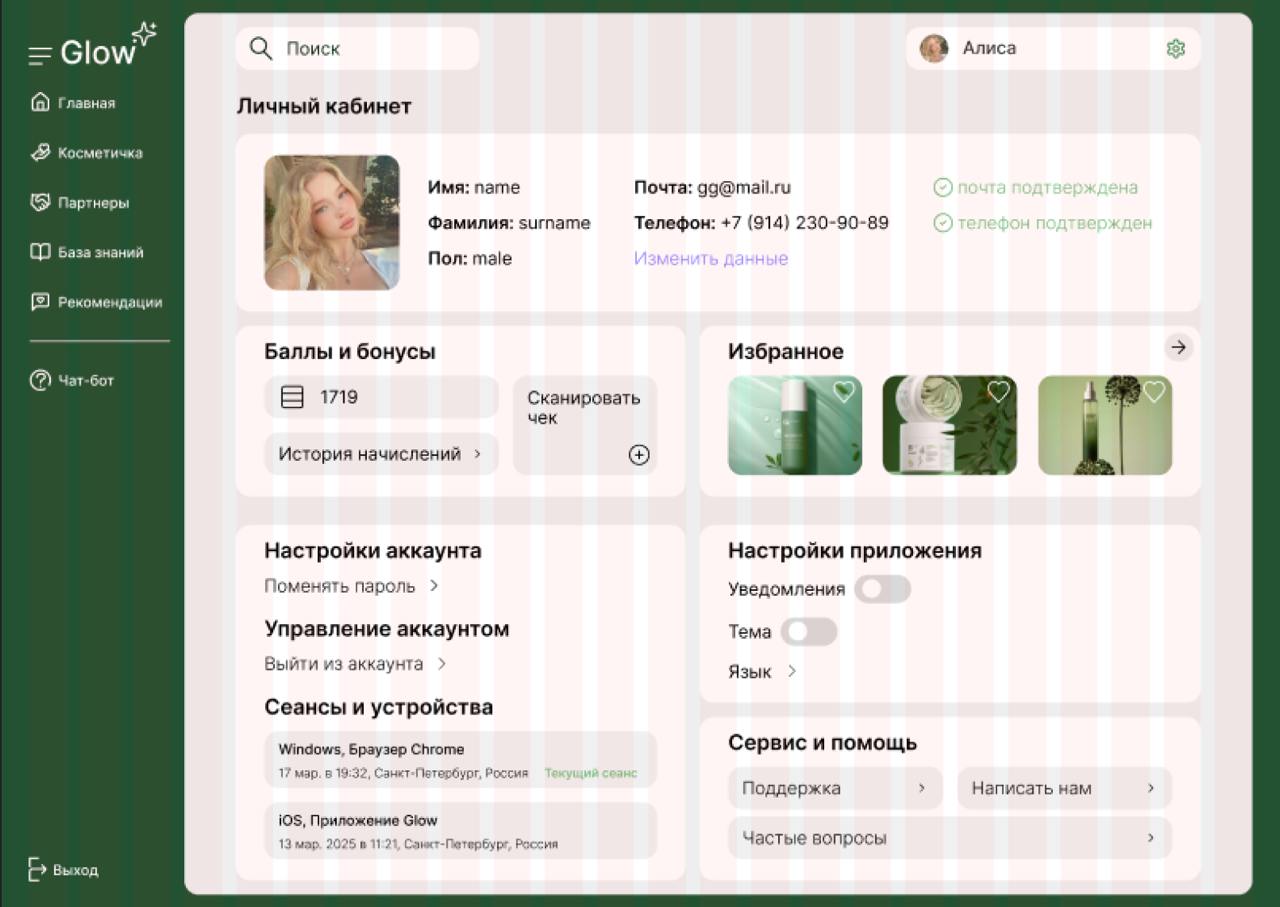 Glow
Главная
Косметичка
Партнеры
База знаний
Рекомендации
Чат-бот
Выход
Поиск
Алиса
Личный кабинет
Имя: name
Фамилия: surname
Пол: male
Почта: gg@mail.ru
Телефон: +7 (914) 230-90-89
Изменить данные
почта подтверждена
телефон подтвержден
Баллы и бонусы
1719
История начислений
Сканировать
чек
Избранное
Настройки аккаунта
Поменять пароль
Управление аккаунтом
Выйти из аккаунта
Сеансы и устройства
Windows, Браузер Chrome
17 мар. в 19:32, Санкт-Петербург, Россия Текущий сеанс
iOS, Приложение Glow
13 мар. 2025 в 11:21, Санкт-Петербург, Россия
Настройки приложения
Уведомления
Тема
Язык
Сервис и помощь
Поддержка
Написать нам
Частые вопросы